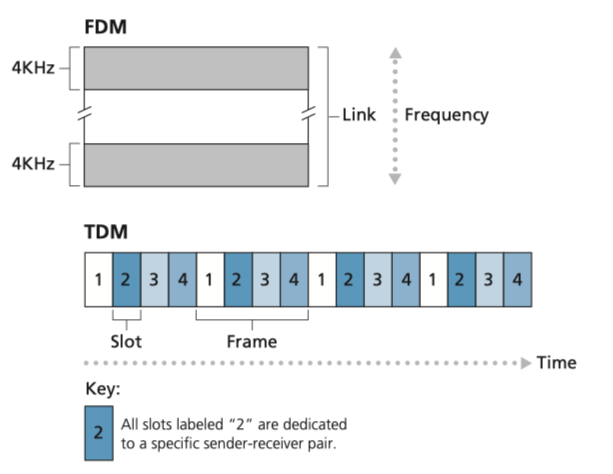 FDM
4KHz
Link
Frequency
4KHz
TDM
1 2 3 4 1 2 3 4 1 2 3 4 1 2 3 4
Slot
Frame
Time
Key:
2
All slots labeled “2” are dedicated
to a specific sender-receiver pair.